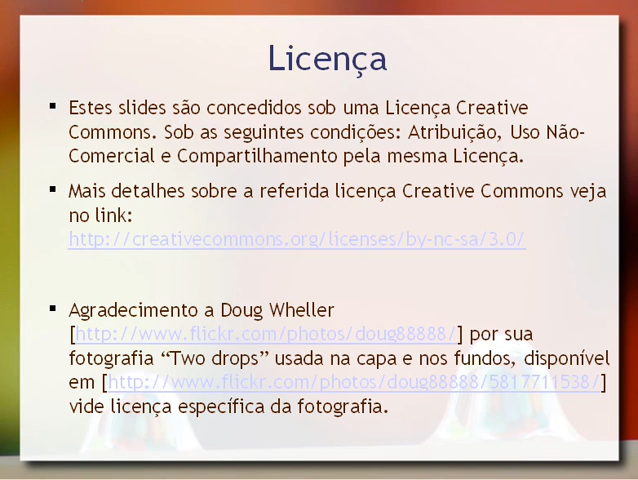 Licença
Estes slides são concedidos sob uma Licença Creative
Commons. Sob as seguintes condições: Atribuição, Uso Não-
Comercial e Compartilhamento pela mesma Licença.
Mais detalhes sobre a referida licença Creative Commons veja
no link:
http://creativecommons.org/licenses/by-nc-sa/3.0/
Agradecimento a Doug Wheller
[http://www.flickr.com/photos/doug88888/] por sua
fotografia “Two drops” usada na capa e nos fundos, disponível
em [http://www.flickr.com/photos/doug88888/5817711538/]
vide licença específica da fotografia.